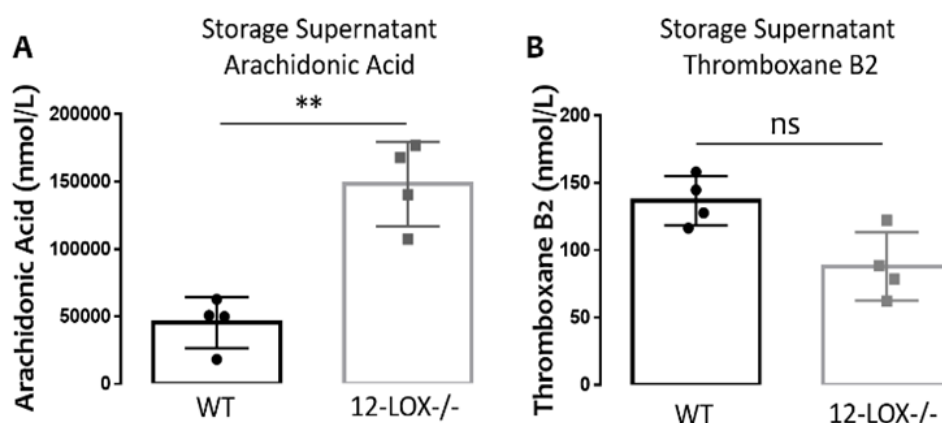 A
Storage Supernatant
Arachidonic Acid
Arachidonic Acid (nmol/L)
200000
150000
100000
50000
0
**
WT
12-LOX-/-
B
Storage Supernatant
Thromboxane B2
Thromboxane B2 (nmol/L)
200
150
100
50
0
ns
WT
12-LOX-/-